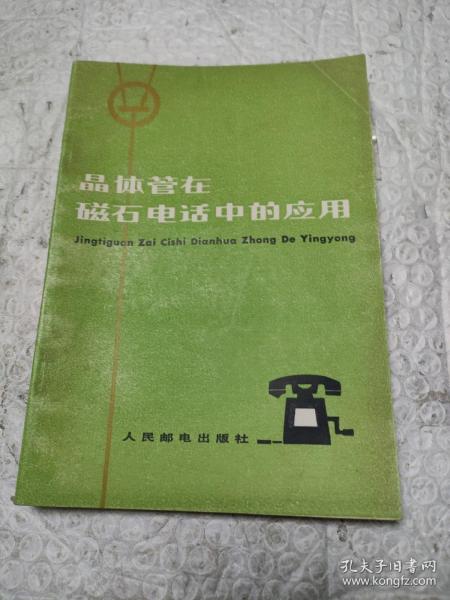 晶体管在
磁石电话中的应用
Jingtiguan Zai Cishi Dianhua Zhong De Yingyong
人民邮电出版社
孔夫子旧书网
www.kongfz.com